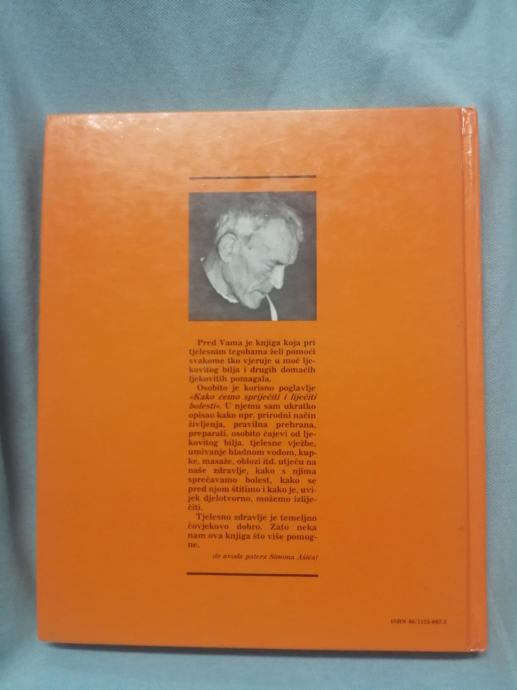 Pred Vama je knjiga koja pri
tjelesnim tegobama želi pomoći
svakome tko vjeruje u moć lje-
kovitog bilja i drugih domaćih
ljekovitih pomagala.
Osobito je korisno poglavlje
«Kako ćemo spriječiti i liječiti
bolesti». U njemu sam ukratko
opisao kako npr. prirodni način
življenja, pravilna prehrana,
preparati, osobito čajevi od lje-
kovitog bilja, tjelesne vježbe,
umivanje hladnom vodom, kup-
ke, masaže, oblozi itd. utječu na
naše zdravlje, kako s njima
sprečavamo bolest, kako se
pred njom štitimo i kako je, uvi-
jek djelotvorno, možemo izlije-
čiti.
Tjelesno zdravlje je temeljno
čovjekovo dobro. Zato neka
nam ova knjiga što više pomog-
ne.
(iz uvoda patera Simona Ašiča)
ISBN